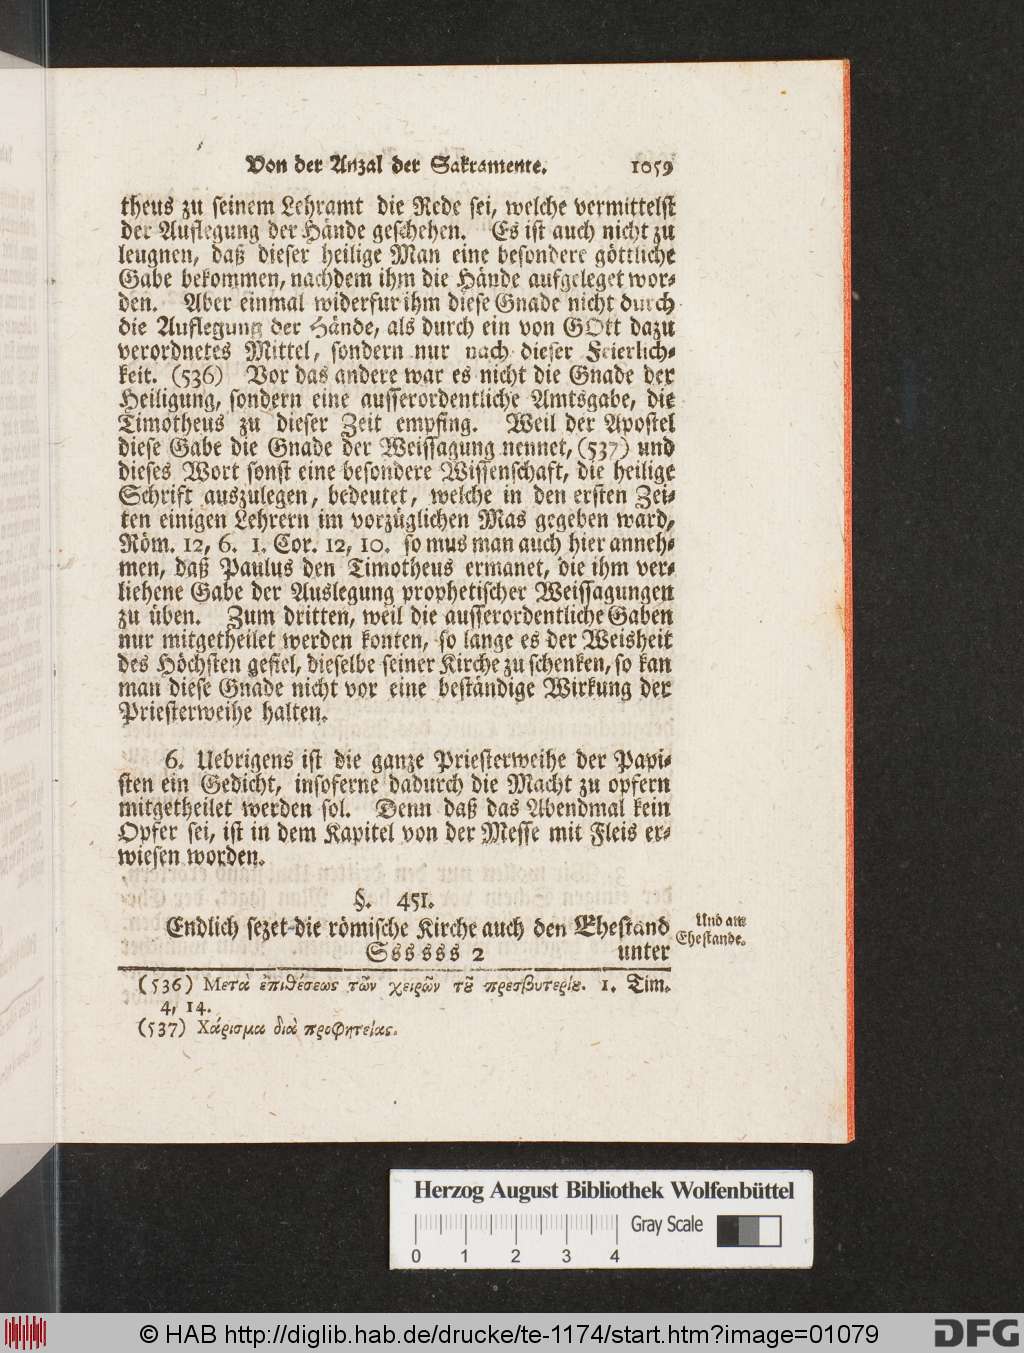 Von der Anzal der Sakramente. 1059
theus zu seinem Lehramt die Rede sei, welche vermittelst
der Auflegung der Hände geschehen. Es ist auch nicht zu
leugnen, daß dieser heilige Man eine besondere göttliche
Gabe bekommen, nachdem ihm die Hände aufgeleget wor-
den. Aber einmal widerfur ihm diese Gnade nicht durch
die Auflegung der Hände, als durch ein von GOtt dazu
verordnetes Mittel, sondern nur nach dieser Feierlich-
keit. (536) Vor das andere war es nicht die Gnade der
Heiligung, sondern eine ausserordentliche Amtsgabe, die
Timotheus zu dieser Zeit empfing. Weil der Apostel
diese Gabe die Gnade der Weissagung nennet, (537) und
dieses Wort sonst eine besondere Wissenschaft, die heilige
Schrift auszulegen, bedeutet, welche in den ersten Zei-
ten einigen Lehrern im vorzüglichen Mas gegeben ward,
Röm. 12, 6. 1. Cor. 12, 10. so mus man auch hier anneh-
men, daß Paulus den Timotheus ermanet, die ihm ver-
liehene Gabe der Auslegung prophetischer Weissagungen
zu üben. Zum dritten, weil die ausserordentliche Gaben
nur mitgetheilet werden konten, so lange es der Weisheit
des Höchsten gefiel, dieselbe seiner Kirche zu schenken, so kan
man diese Gnade nicht vor eine beständige Wirkung der
Priesterweihe halten.
6. Uebrigens ist die ganze Priesterweihe der Papi-
sten ein Gedicht, insoferne dadurch die Macht zu opfern
mitgetheilet werden sol. Denn daß das Abendmal kein
Opfer sei, ist in dem Kapitel von der Messe mit Fleis er-
wiesen worden.
§. 451.
Endlich sezet die römische Kirche auch den Ehestand
Und am
Ehestande.
Sss sss 2 unter
(536) Μετὰ ἐπιθέσεως τῶν χειρῶν τȣ͂ πρεσβυτερίȣ. 1. Tim.
4, 14.
(537) Χάρισμα διὰ προφητείας.
Herzog August Bibliothek Wolfenbüttel
Gray Scale
0 1 2 3 4
© HAB http://diglib.hab.de/drucke/te-1174/start.htm?image=01079
DFG